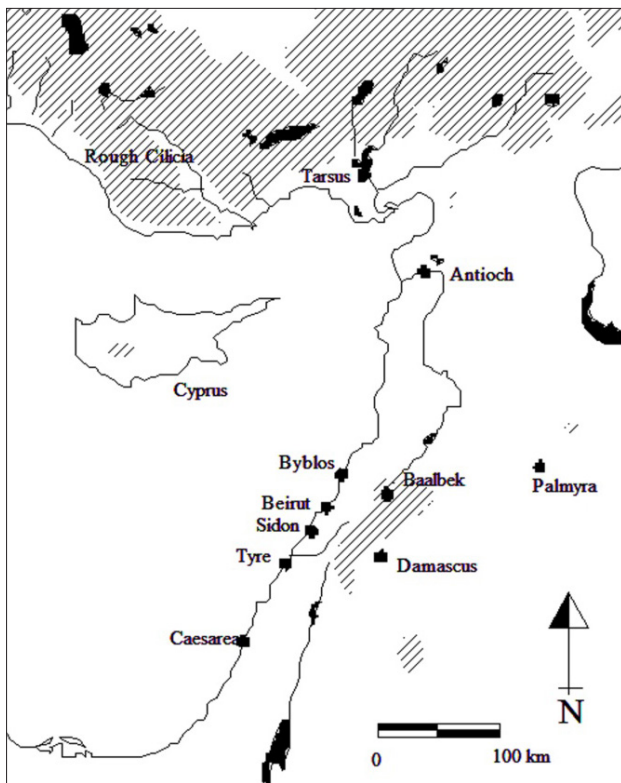 Rough Cilicia
Tarsus
Antioch
Cyprus
Byblos
Baalbek
Palmyra
Beirut
Sidon
Tyre
Damascus
Caesarea
N
0
100 km